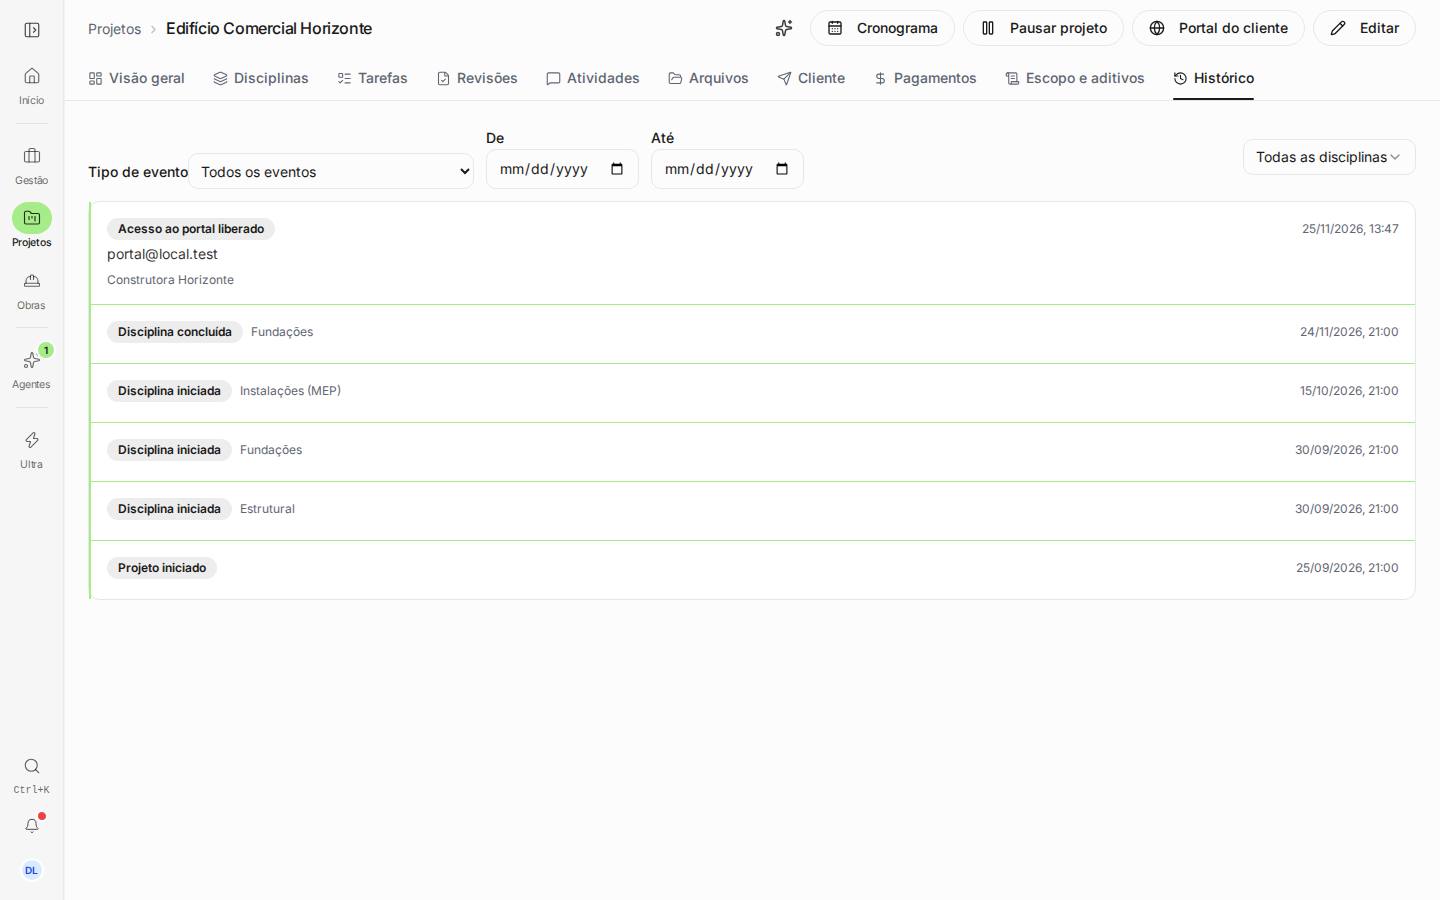 Projetos
Edifício Comercial Horizonte
Cronograma
Pausar projeto
Portal do cliente
Editar
Visão geral
Disciplinas
Tarefas
Revisões
Atividades
Arquivos
Cliente
Pagamentos
Escopo e aditivos
Histórico
Início
Gestão
Projetos
Obras
1
Agentes
Ultra
Ctrl+K
DL
Tipo de evento
Todos os eventos
De
mm/dd/yyyy
Até
mm/dd/yyyy
Todas as disciplinas
Acesso ao portal liberado
25/11/2026, 13:47
portal@local.test
Construtora Horizonte
Disciplina concluída Fundações
24/11/2026, 21:00
Disciplina iniciada Instalações (MEP)
15/10/2026, 21:00
Disciplina iniciada Fundações
30/09/2026, 21:00
Disciplina iniciada Estrutural
30/09/2026, 21:00
Projeto iniciado
25/09/2026, 21:00